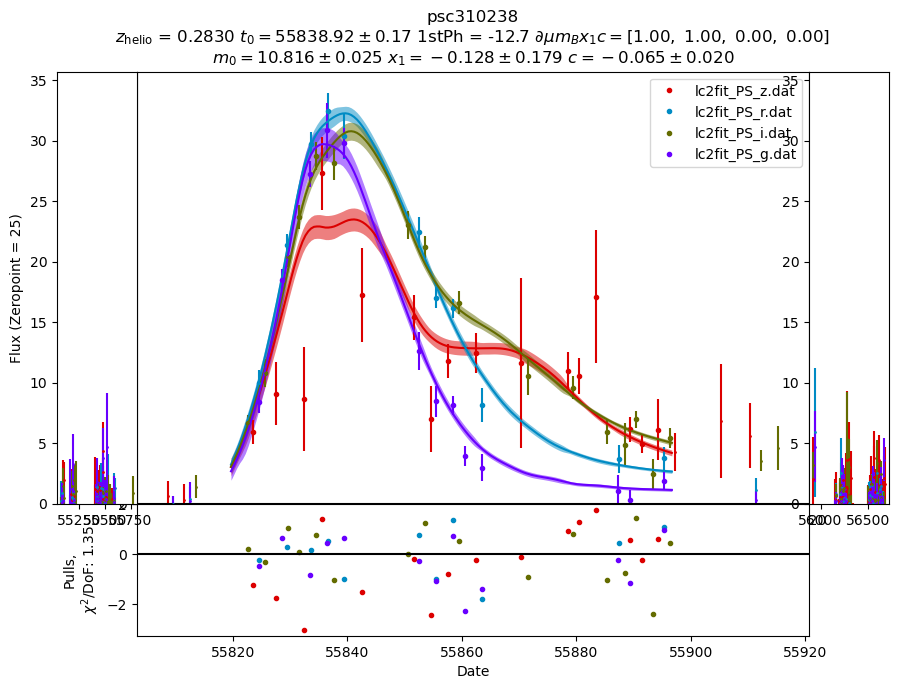 psc310238
z_helio = 0.2830 t_0 = 55838.92 ± 0.17 1stPh = -12.7 ∂μm_Bx_1c = [1.00, 1.00, 0.00, 0.00]
m_0 = 10.816 ± 0.025 x_1 = −0.128 ± 0.179 c = −0.065 ± 0.020
lc2fit_PS_z.dat
lc2fit_PS_r.dat
lc2fit_PS_i.dat
lc2fit_PS_g.dat
Flux (Zeropoint = 25)
35 30 25 20 15 10 5 0
35 30 25 20 15 10 5 0
55250 55500 55750
56500
Pulls,
χ²/DoF: 1.35
0 −2
55820 55840 55860 55880 55900 55920
Date